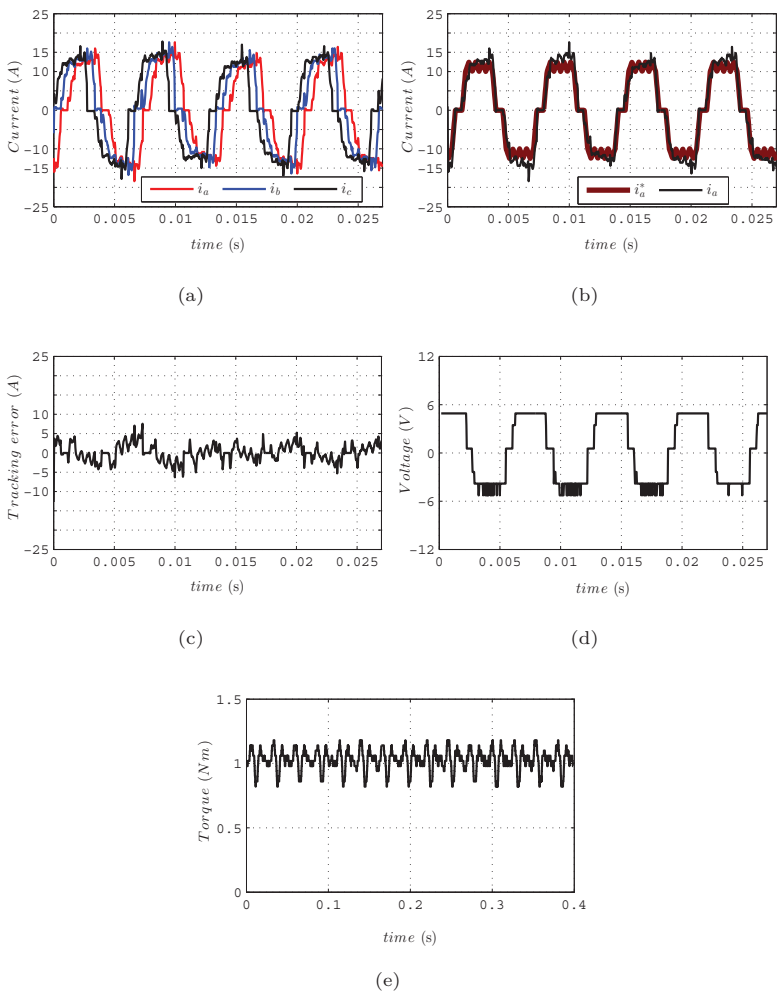 25
15
10
0
−10
−15
−25
Current (A)
0 0.005 0.01 0.015 0.02 0.025
time (s)
i_a i_b i_c
(a)
25
15
10
0
−10
−15
−25
Current (A)
0 0.005 0.01 0.015 0.02 0.025
time (s)
i_a^* i_a
(b)
25
10
5
0
−5
−10
−25
Tracking error (A)
0 0.005 0.01 0.015 0.02 0.025
time (s)
(c)
12
6
0
−6
−12
Voltage (V)
0 0.005 0.01 0.015 0.02 0.025
time (s)
(d)
1.5
1
0.5
0
Torque (Nm)
0 0.1 0.2 0.3 0.4
time (s)
(e)